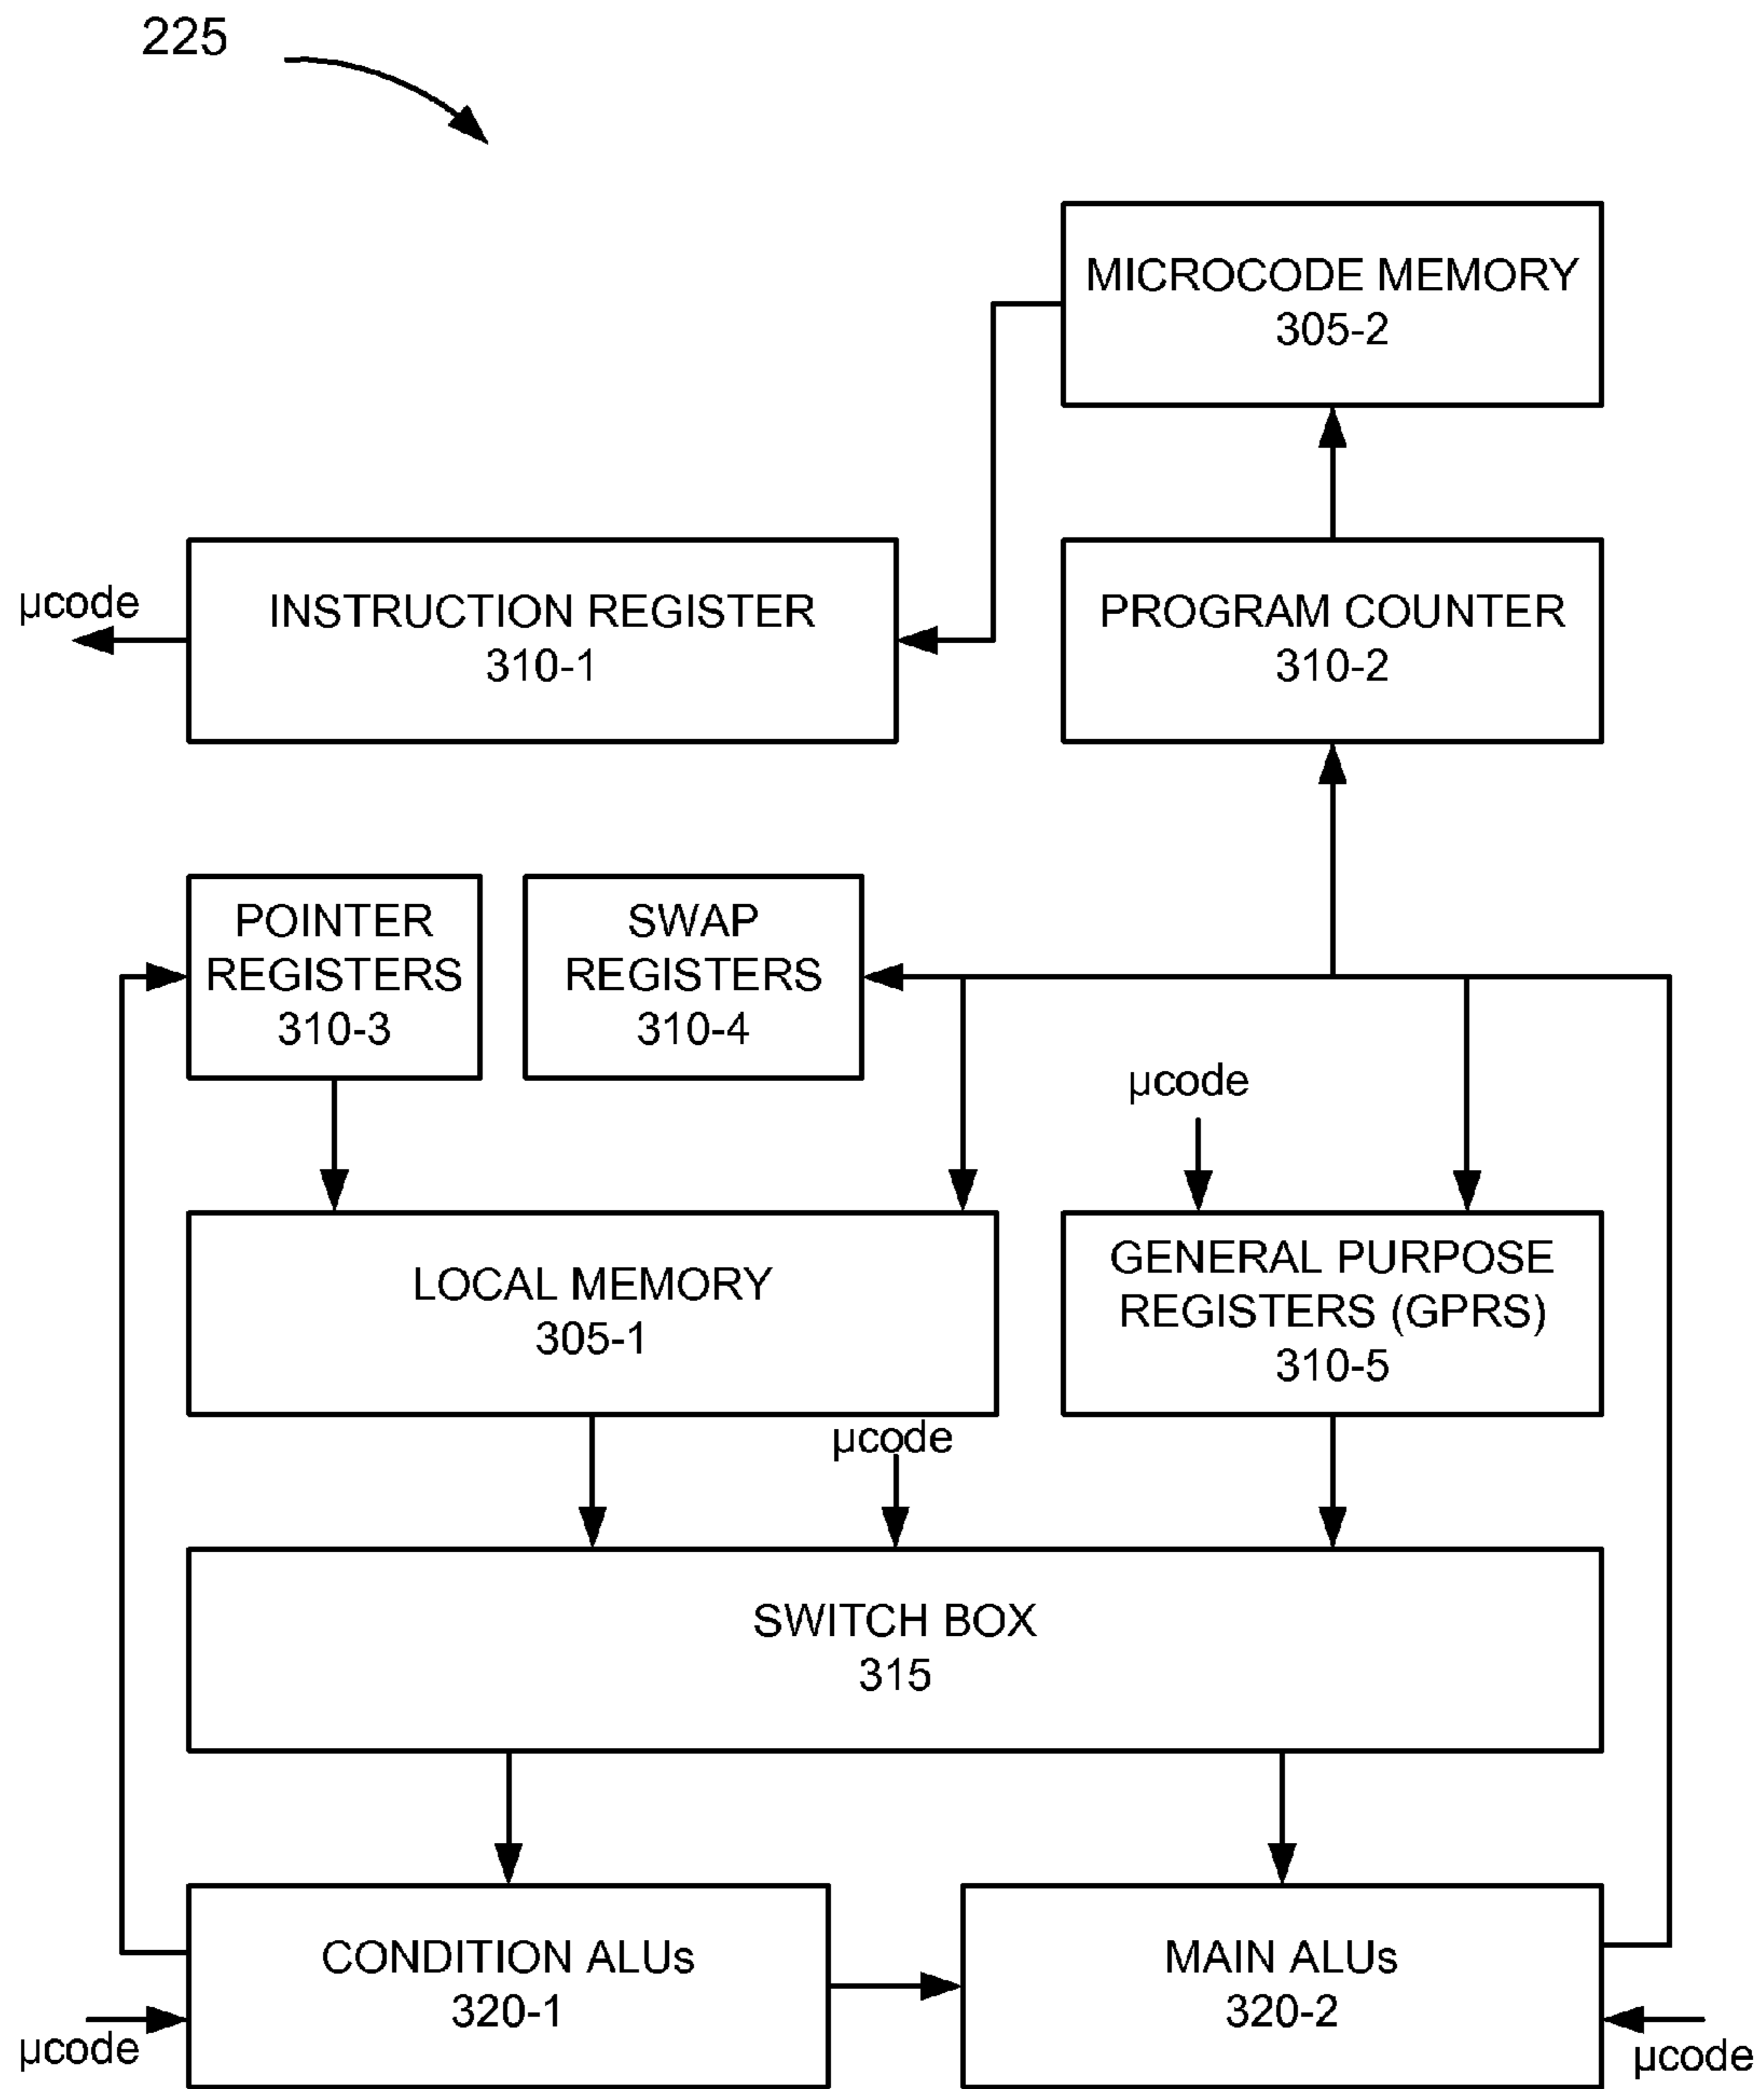 225
MICROCODE MEMORY
305-2
µcode
INSTRUCTION REGISTER
310-1
PROGRAM COUNTER
310-2
POINTER
REGISTERS
310-3
SWAP
REGISTERS
310-4
µcode
LOCAL MEMORY
305-1
GENERAL PURPOSE
REGISTERS (GPRS)
310-5
µcode
SWITCH BOX
315
CONDITION ALUs
320-1
MAIN ALUs
320-2
µcode
µcode